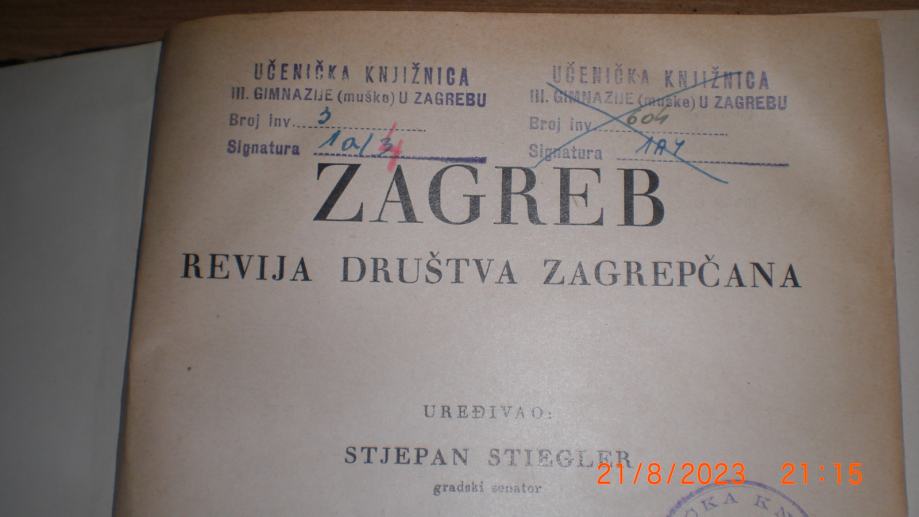 UČENIČKA KNJIŽNICA
III. GIMNAZIJE (muške) U ZAGREBU
Broj inv. 3
Signatura 1a/3
UČENIČKA KNJIŽNICA
III. GIMNAZIJE (muške) U ZAGREBU
Broj inv. 604
Signatura 1A4
ZAGREB
REVIJA DRUŠTVA ZAGREPČANA
UREĐIVAO:
STJEPAN STIEGLER
gradski senator
21/8/2023 21:15